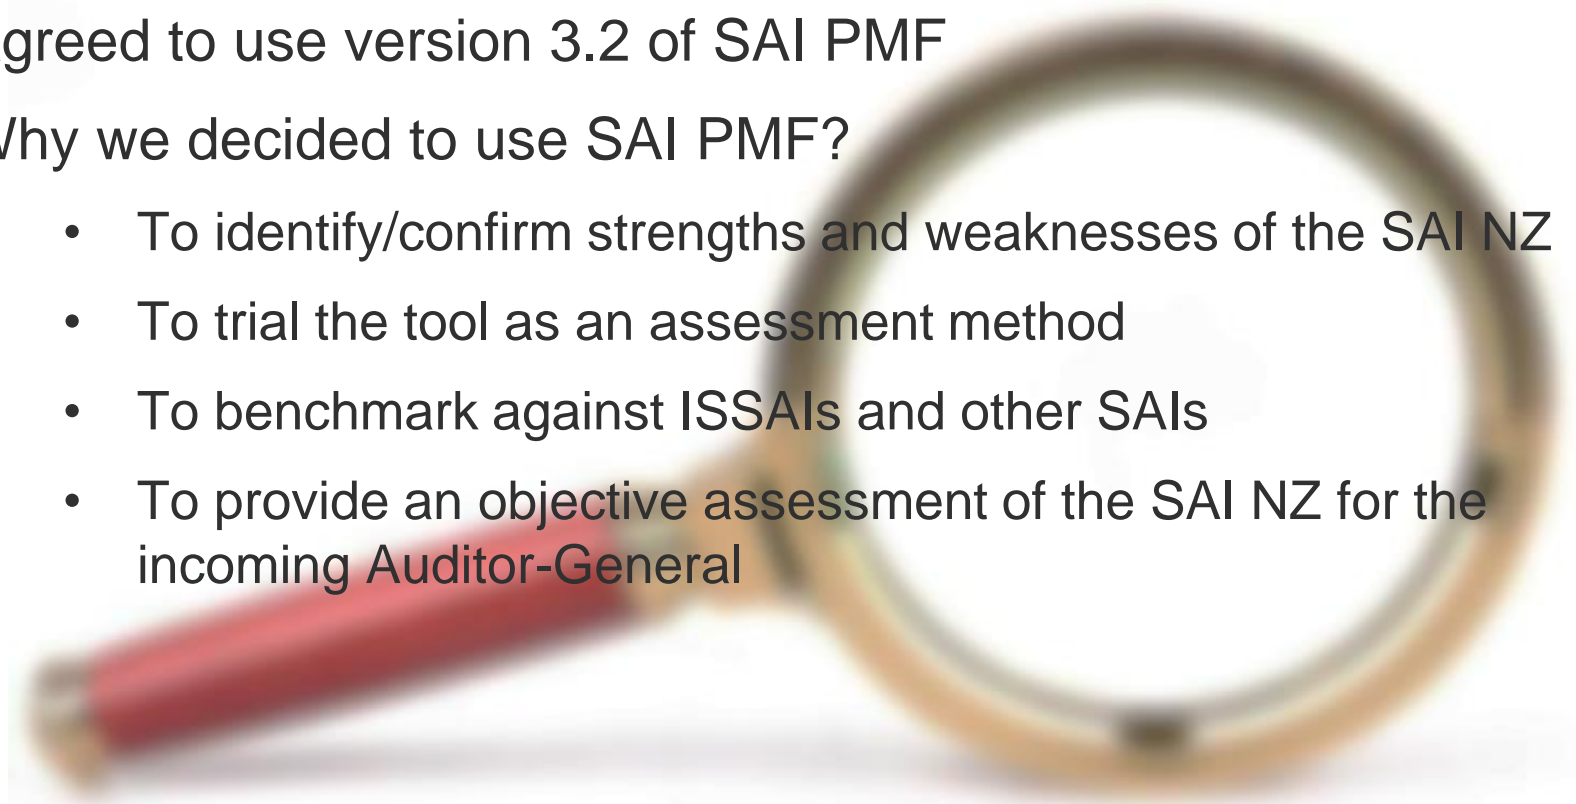 greed to use version 3.2 of SAI PMF
Why we decided to use SAI PMF?
• To identify/confirm strengths and weaknesses of the SAI NZ
• To trial the tool as an assessment method
• To benchmark against ISSAIs and other SAIs
• To provide an objective assessment of the SAI NZ for the
incoming Auditor-General